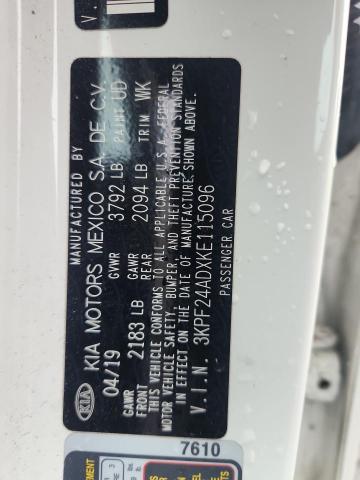 MANUFACTURED BY
KIA KIA MOTORS MEXICO S.A. DE C.V.
04/19 GVWR 3792 LB PAINT UD
GAWR FRONT 2183 LB GAWR REAR 2094 LB TRIM WK
THIS VEHICLE CONFORMS TO ALL APPLICABLE U.S.A. FEDERAL
MOTOR VEHICLE SAFETY, BUMPER, AND THEFT PREVENTION STANDARDS
IN EFFECT ON THE DATE OF MANUFACTURE SHOWN ABOVE.
V.I.N. 3KPF24ADXKE115096
PASSENGER CAR
7610